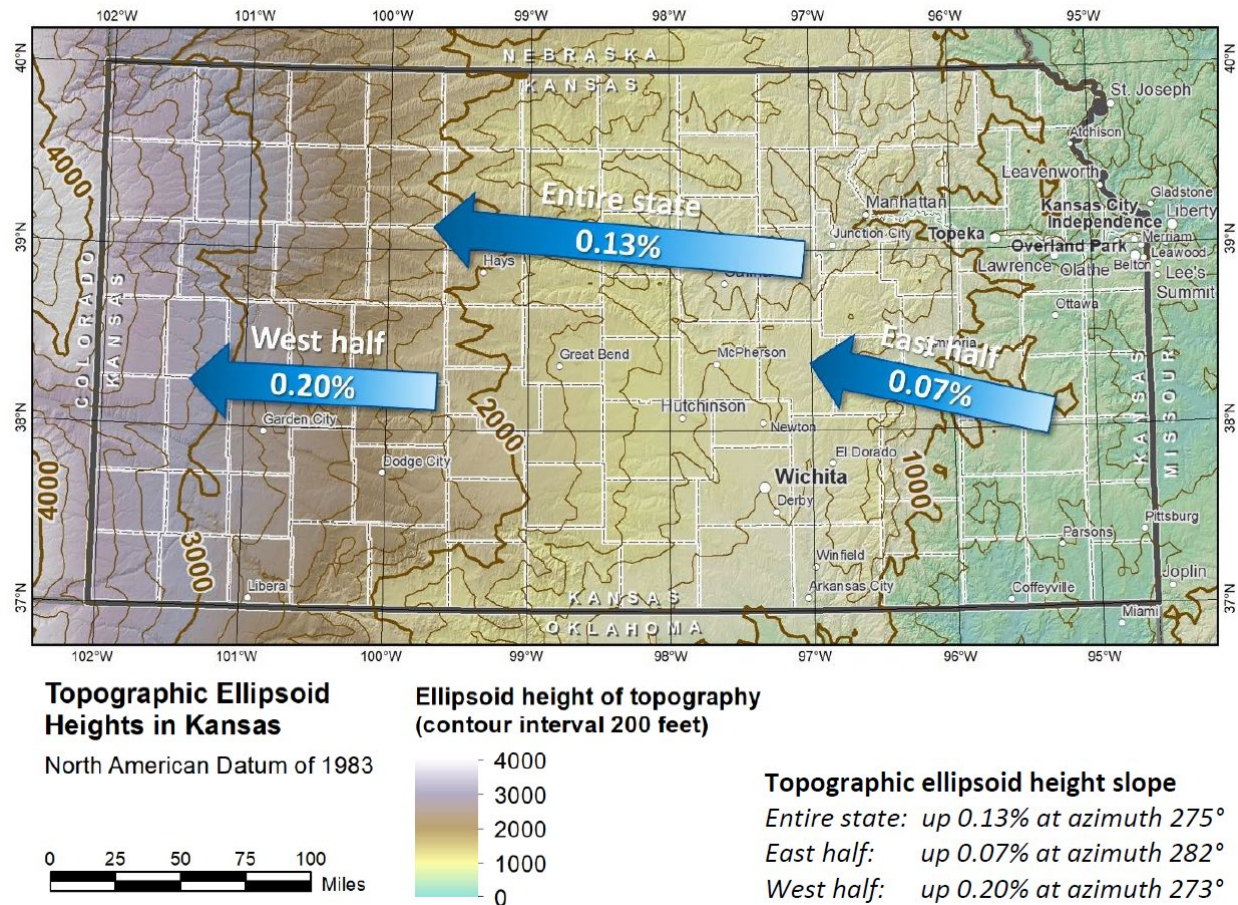 102°W 101°W 100°W 99°W 98°W 97°W 96°W 95°W
40°N
40°N
NEBRASKA
KANSAS
St. Joseph
Atchison
4000
Leavenworth
Entire state
Manhattan
Gladstone
Kansas City
Liberty
Independence
39°N
0.13%
Junction City
Topeka
Merriam
39°N
Overland Park
Leawood
Hays
Lawrence
Olathe
Belton
Lee's
Summit
Ottawa
COLORADO
KANSAS
West half
East half
Great Bend
McPherson
KANSAS
MISSOURI
0.20%
0.07%
2000
Hutchinson
38°N
Garden City
Newton
38°N
Dodge City
El Dorado
1000
4000
Wichita
Derby
3000
Pittsburg
Parsons
Winfield
Joplin
37°N
Liberal
KANSAS
Arkansas City
Coffeyville
37°N
OKLAHOMA
Miami
102°W 101°W 100°W 99°W 98°W 97°W 96°W 95°W
Topographic Ellipsoid
Heights in Kansas
North American Datum of 1983
0 25 50 75 100
Miles
Ellipsoid height of topography
(contour interval 200 feet)
4000
3000
2000
1000
0
Topographic ellipsoid height slope
Entire state: up 0.13% at azimuth 275°
East half: up 0.07% at azimuth 282°
West half: up 0.20% at azimuth 273°